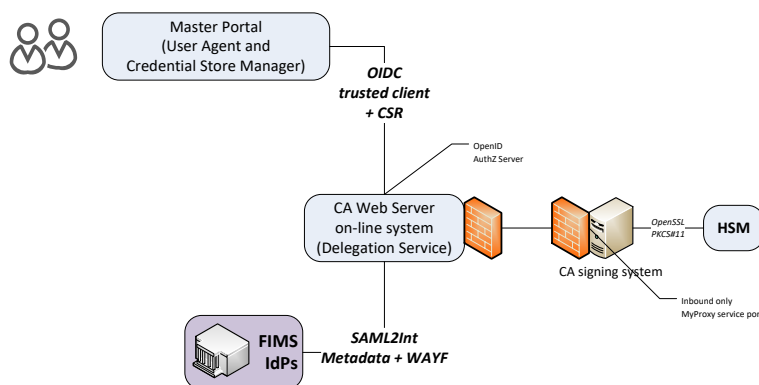 Master Portal
(User Agent and
Credential Store Manager)
OIDC
trusted client
+ CSR
OpenID
AuthZ Server
CA Web Server
on-line system
(Delegation Service)
OpenSSL
PKCS#11
HSM
CA signing system
Inbound only
MyProxy service port
FIMS
IdPs
SAML2Int
Metadata + WAYF